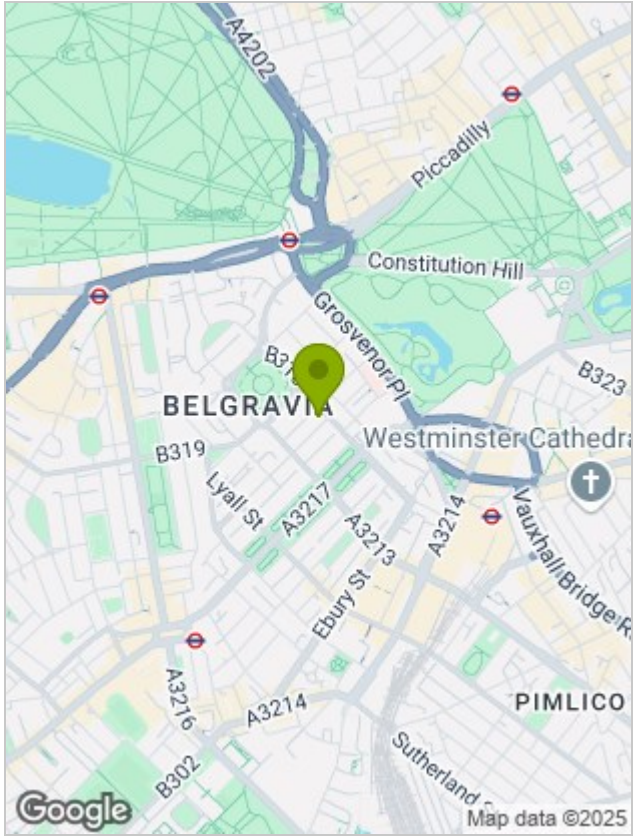 A4202
Piccadilly
Constitution Hill
Grosvenor Pl
BELGRAVIA
B323
B319
Westminster Cathedra
Lyall St
A3217
A3213
A3214
Vauxhall Bridge R
Ebury St
A3216
A3214
PIMLICO
B302
Sutherland
Google
Map data ©2025